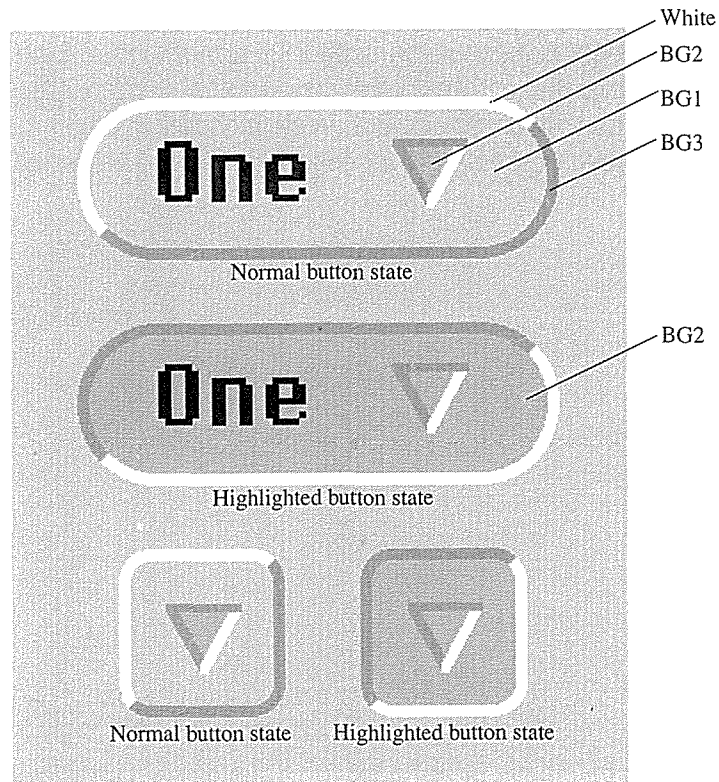 White
BG2
BG1
BG3
One
Normal button state
BG2
One
Highlighted button state
Normal button state
Highlighted button state